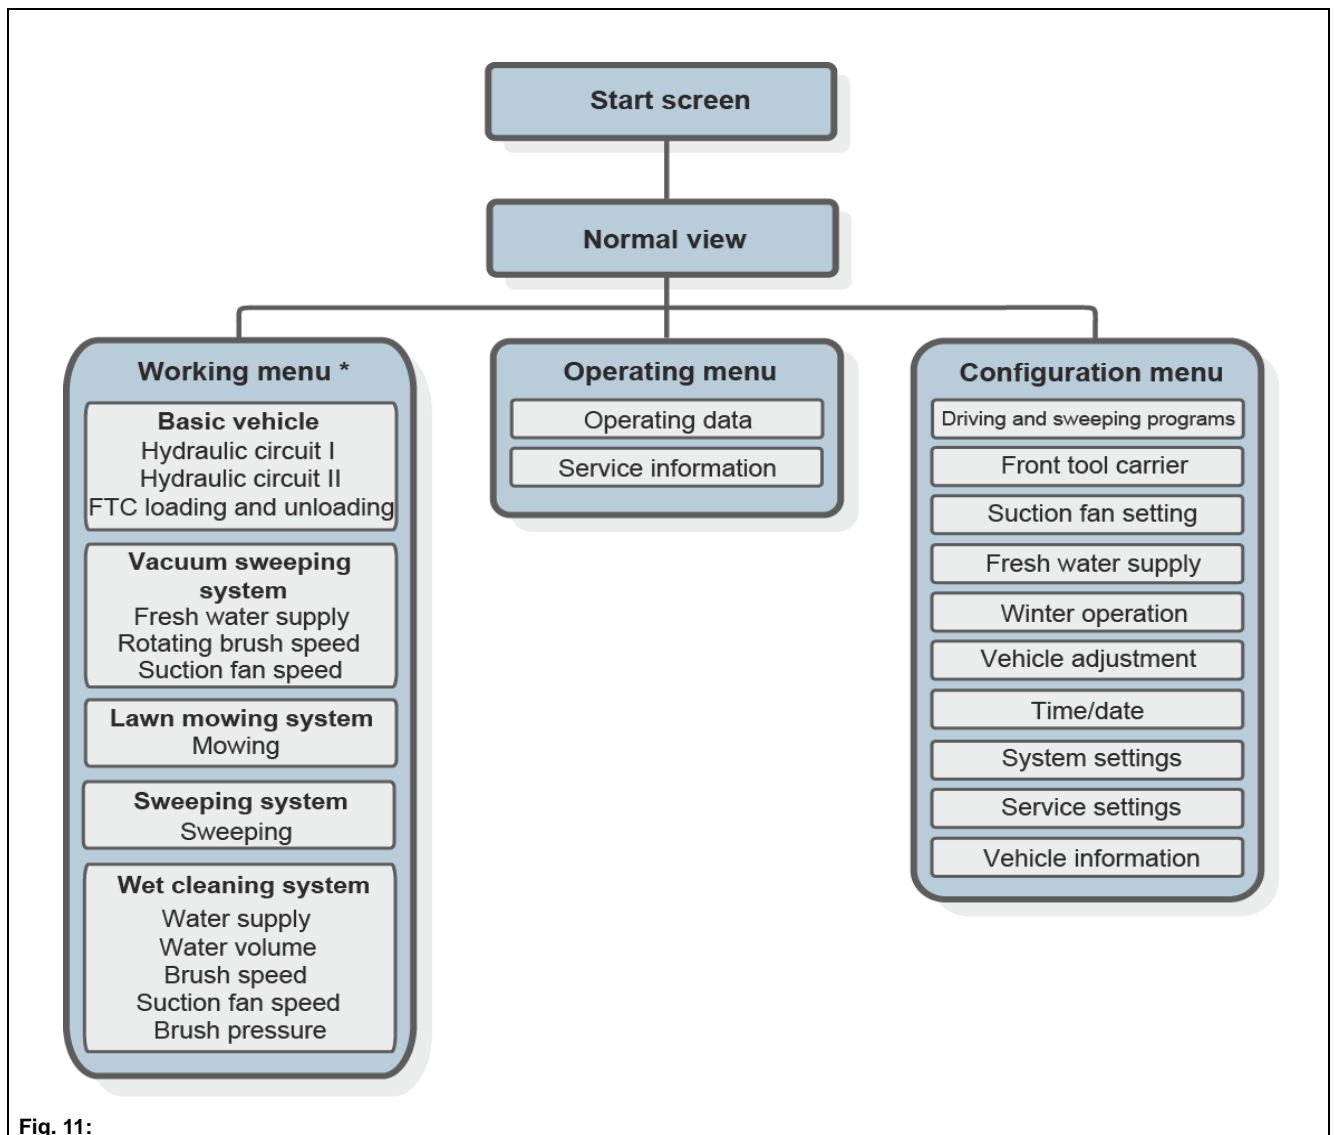 Start screen
Normal view
Working menu *
Basic vehicle
Hydraulic circuit I
Hydraulic circuit II
FTC loading and unloading
Vacuum sweeping
system
Fresh water supply
Rotating brush speed
Suction fan speed
Lawn mowing system
Mowing
Sweeping system
Sweeping
Wet cleaning system
Water supply
Water volume
Brush speed
Suction fan speed
Brush pressure
Operating menu
Operating data
Service information
Configuration menu
Driving and sweeping programs
Front tool carrier
Suction fan setting
Fresh water supply
Winter operation
Vehicle adjustment
Time/date
System settings
Service settings
Vehicle information
Fig. 11: